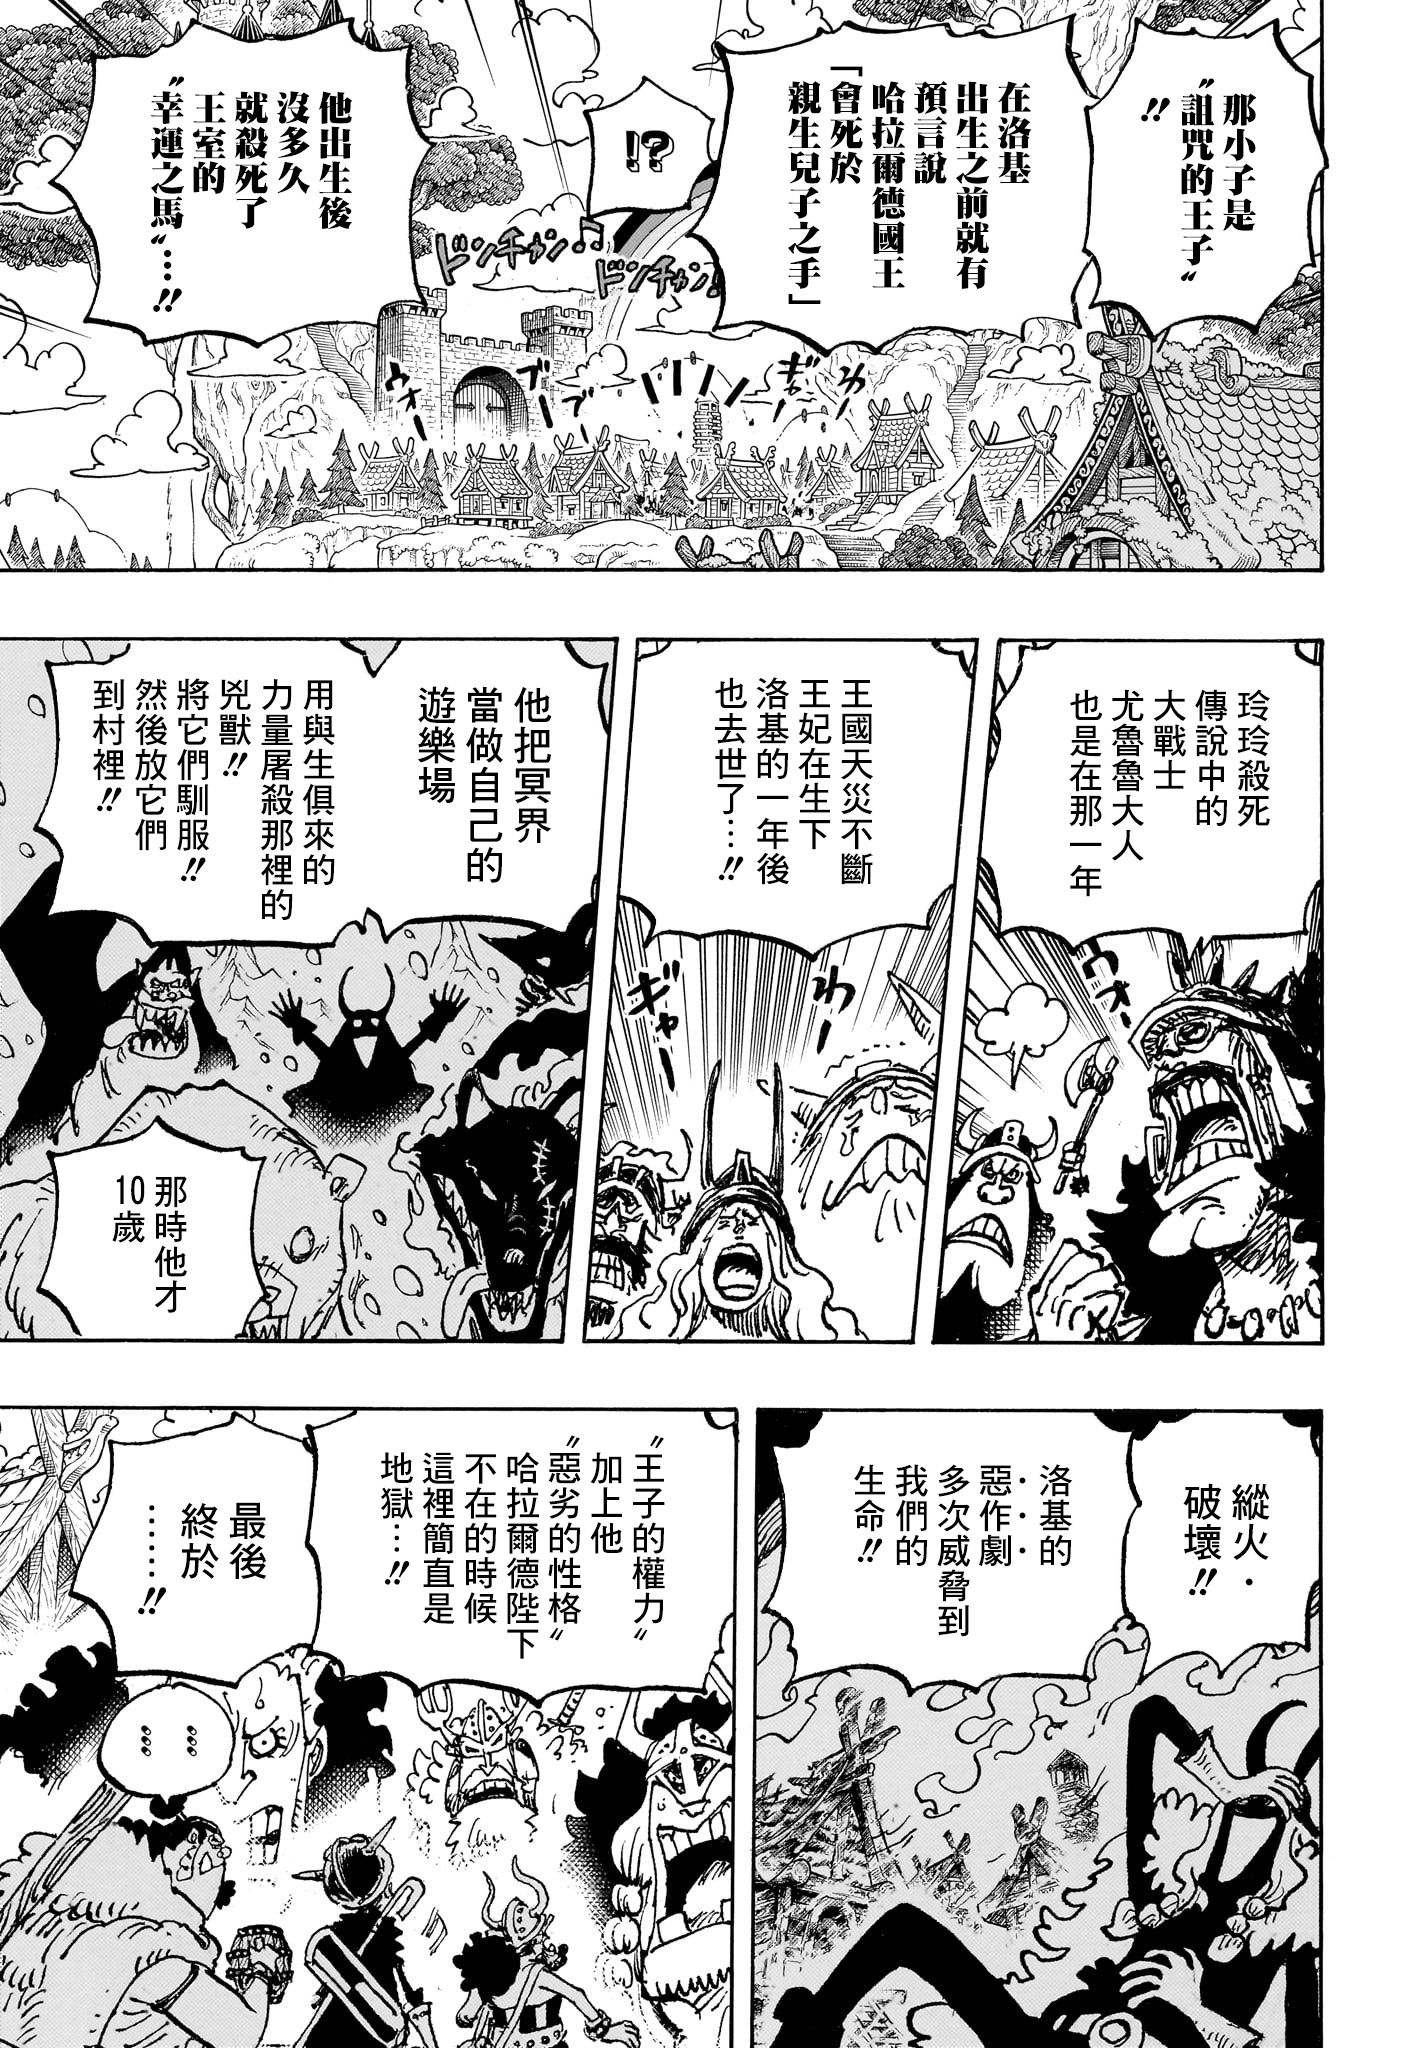 那小子是
〝詛咒的王子〞
!!
在洛基
出生之前就有
預言說
哈拉爾德國王
「會死於
親生兒子之手」
!?
他出生後
沒多久
就殺死了
王室的
〝幸運之馬〞…!!
ドンチャン♫
ドンチャン♪
わー
ギャー
ブーブー
ウォー
玲玲殺死
傳說中的
大戰士
尤魯魯大人
也是在那一年
ウオー
王國天災不斷
王妃在生下
洛基的一年後
也去世了…!!
わー
ギャー
他把冥界
當做自己的
遊樂場
用與生俱來的
力量屠殺那裡的
兇獸!!
將它們馴服!!
然後放它們
到村裡!!
那時他才
10歲
縱火・
破壞!!
洛基的
惡作劇
多次威脅到
我們的
生命!!
〝王子的權力〞
加上他
〝惡劣的性格〞
哈拉爾德陛下
不在的時候
這裡簡直是
地獄…!!
最後
終於
……!!
……